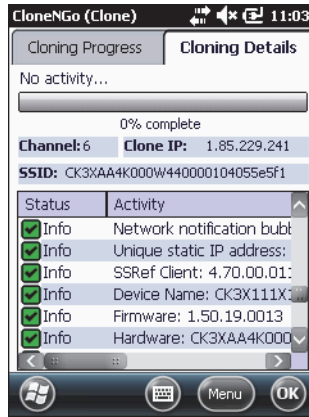 CloneNGo (Clone) 11:03
Cloning Progress Cloning Details
No activity...
0% complete
Channel: 6 Clone IP: 1.85.229.241
SSID: CK3XAA4K000W440000104055e5f1
Status Activity
Info Network notification bubb
Info Unique static IP address:
Info SSRef Client: 4.70.00.01
Info Device Name: CK3X111X1
Info Firmware: 1.50.19.0013
Info Hardware: CK3XAA4K000
Menu OK